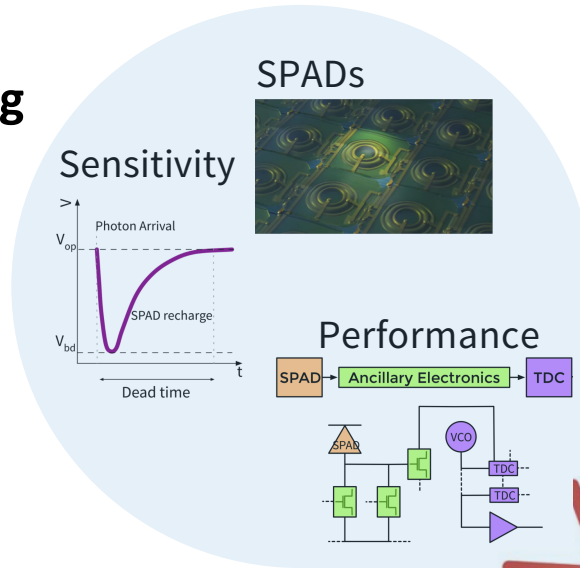 g
SPADs
Sensitivity
V
Photon Arrival
Vop
SPAD recharge
Vbd
t
Dead time
Performance
SPAD
Ancillary Electronics
TDC
SPAD
VCO
TDC
TDC